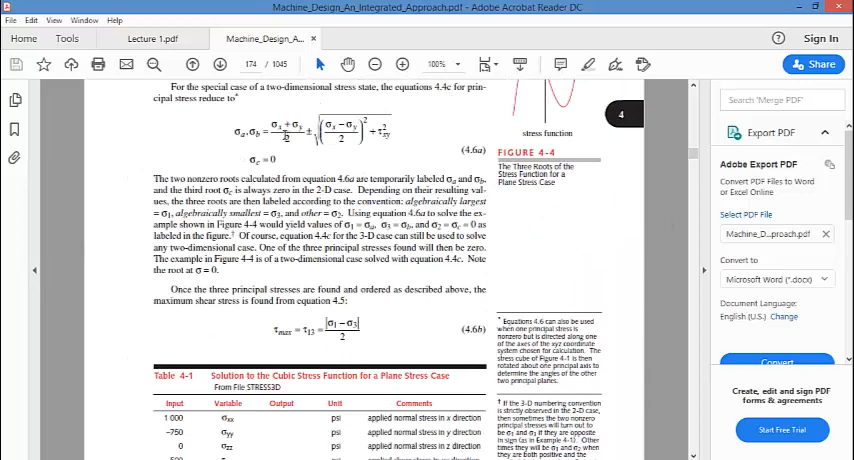 Machine_Design_An_Integrated_Approach.pdf - Adobe Acrobat Reader DC
File Edit View Window Help
Home Tools Lecture 1.pdf Machine_Design_A... × Sign In
174 / 1045 100% Share
For the special case of a two-dimensional stress state, the equations 4.4c for prin-
cipal stress reduce to*
σa, σb = (σx + σy)/2 ± √(((σx − σy)/2)² + τ²xy)
(4.6a)
σc = 0
The two nonzero roots calculated from equation 4.6a are temporarily labeled σa and σb,
and the third root σc is always zero in the 2-D case. Depending on their resulting val-
ues, the three roots are then labeled according to the convention: algebraically largest
= σ1, algebraically smallest = σ3, and other = σ2. Using equation 4.6a to solve the ex-
ample shown in Figure 4-4 would yield values of σ1 = σa, σ3 = σb, and σ2 = σc = 0 as
labeled in the figure.† Of course, equation 4.4c for the 3-D case can still be used to solve
any two-dimensional case. One of the three principal stresses found will then be zero.
The example in Figure 4-4 is of a two-dimensional case solved with equation 4.4c. Note
the root at σ = 0.
Once the three principal stresses are found and ordered as described above, the
maximum shear stress is found from equation 4.5:
τmax = τ13 = |σ1 − σ3|/2 (4.6b)
Table 4-1 Solution to the Cubic Stress Function for a Plane Stress Case
From File STRESS3D
Input Variable Output Unit Comments
1 000 σxx psi applied normal stress in x direction
–750 σyy psi applied normal stress in y direction
0 σzz psi applied normal stress in z direction
4
stress function
FIGURE 4-4
The Three Roots of the
Stress Function for a
Plane Stress Case
* Equations 4.6 can also be used
when one principal stress is
nonzero but is directed along one
of the axes of the xyz coordinate
system chosen for calculation. The
stress cube of Figure 4-1 is then
rotated about one principal axis to
determine the angles of the other
two principal planes.
† If the 3-D numbering convention
is strictly observed in the 2-D case,
then sometimes the two nonzero
principal stresses will turn out to
be σ1 and σ3 if they are opposite
in sign (as in Example 4-1). Other
times they will be σ1 and σ2 when
they are both positive and the
Search 'Merge PDF'
Export PDF
Adobe Export PDF
Convert PDF Files to Word
or Excel Online
Select PDF File
Machine_D...proach.pdf
Convert to
Microsoft Word (*.docx)
Document Language:
English (U.S.) Change
Convert
Create, edit and sign PDF
forms & agreements
Start Free Trial